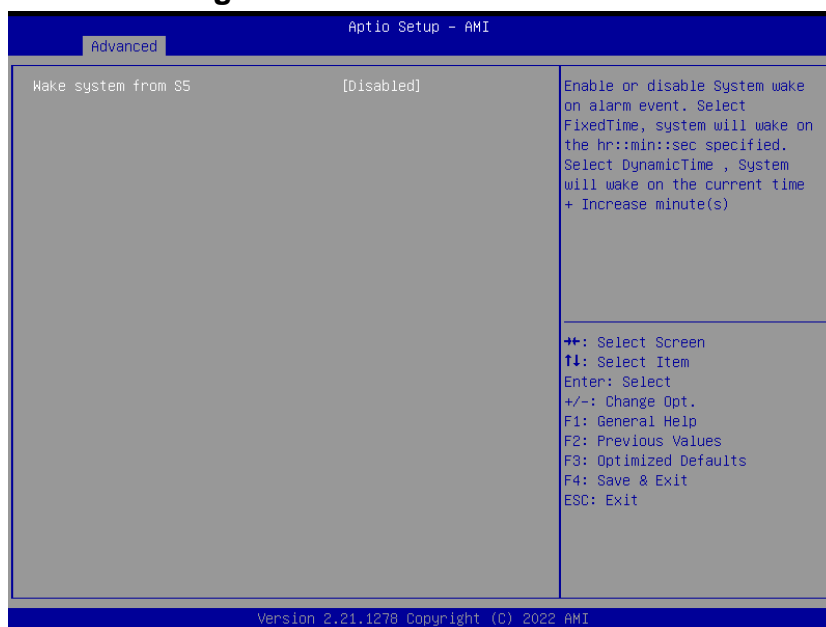 Aptio Setup – AMI
Advanced
Wake system from S5 [Disabled]
Enable or disable System wake
on alarm event. Select
FixedTime, system will wake on
the hr::min::sec specified.
Select DynamicTime , System
will wake on the current time
+ Increase minute(s)
→←: Select Screen
↑↓: Select Item
Enter: Select
+/-: Change Opt.
F1: General Help
F2: Previous Values
F3: Optimized Defaults
F4: Save & Exit
ESC: Exit
Version 2.21.1278 Copyright (C) 2022 AMI